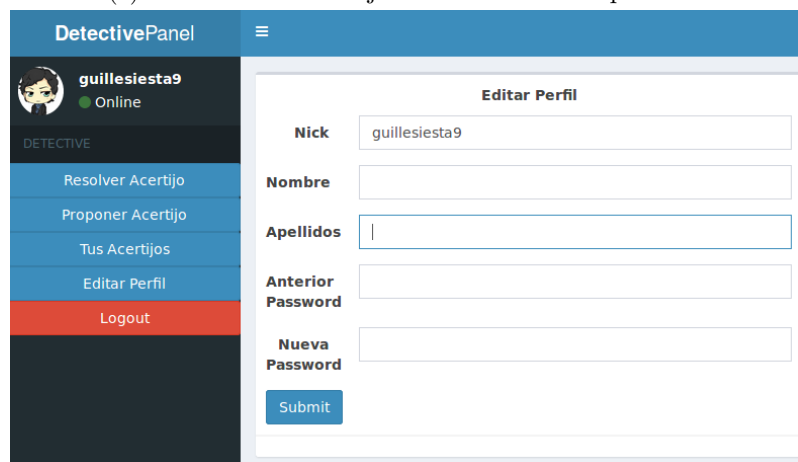 DetectivePanel
guillesiesta9
Online
DETECTIVE
Resolver Acertijo
Proponer Acertijo
Tus Acertijos
Editar Perfil
Logout
Editar Perfil
Nick guillesiesta9
Nombre
Apellidos
Anterior
Password
Nueva
Password
Submit